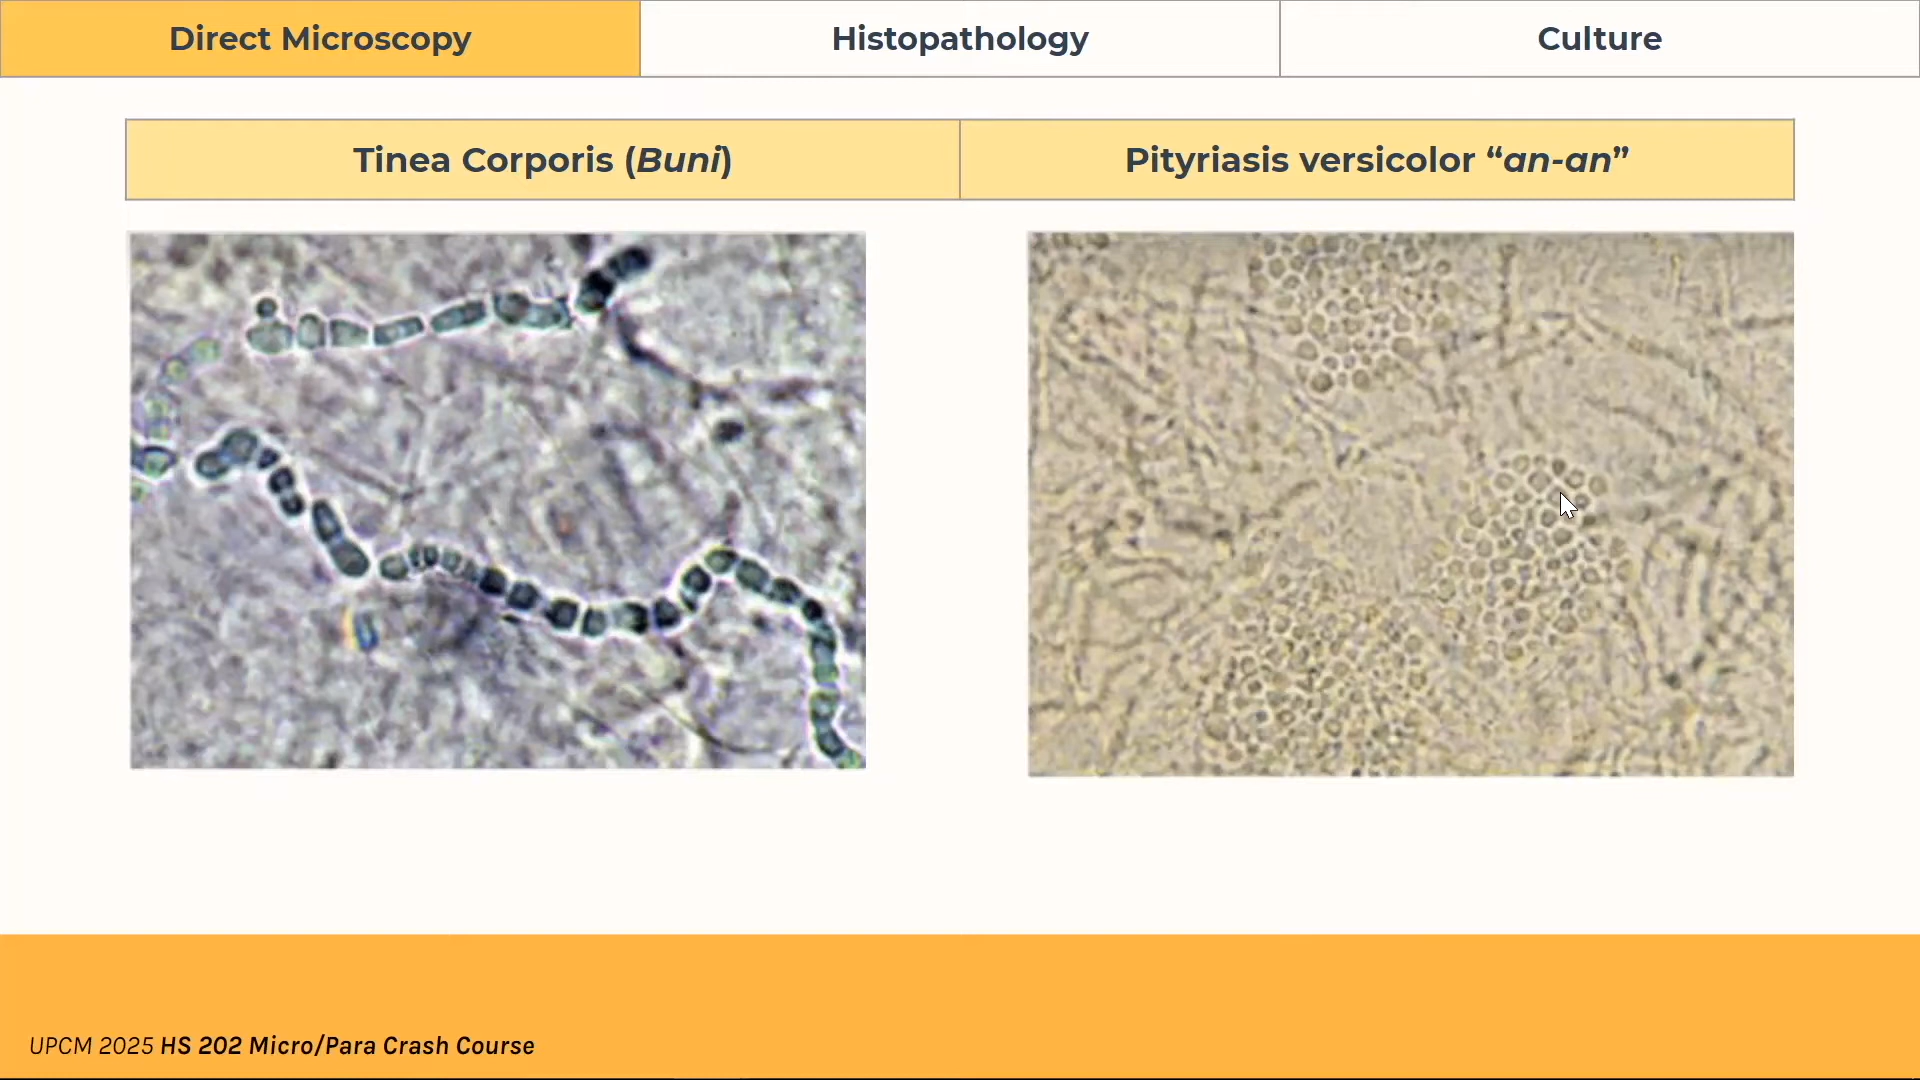 Direct Microscopy
Histopathology
Culture
Tinea Corporis (Buni)
Pityriasis versicolor “an-an”
UPCM 2025 HS 202 Micro/Para Crash Course